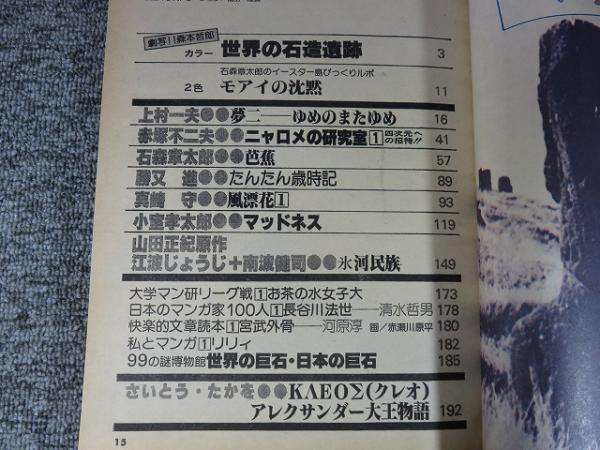 劇写!!森本哲郎
カラー 世界の石造遺跡 3
石森章太郎のイースター島びっくりルポ
2色 モアイの沈黙 11
上村一夫●●夢二――ゆめのまたゆめ 16
赤塚不二夫●●ニャロメの研究室1四次元への招待!! 41
石森章太郎●●芭蕉 57
勝又 進●●たんたん歳時記 89
真崎 守●●風漂花1 93
小室孝太郎●●マッドネス 119
山田正紀原作
江波じょうじ+南波健司●●氷河民族 149
大学マン研リーグ戦1お茶の水女子大 173
日本のマンガ家100人1長谷川法世――清水哲男 178
快楽的文章読本1宮武外骨――河原淳 画/赤瀬川原平 180
私とマンガ1リリィ 182
99の謎博物館世界の巨石・日本の巨石 185
さいとう・たかを●●ΚΛΕΟΣ(クレオ)
アレクサンダー大王物語 192
15